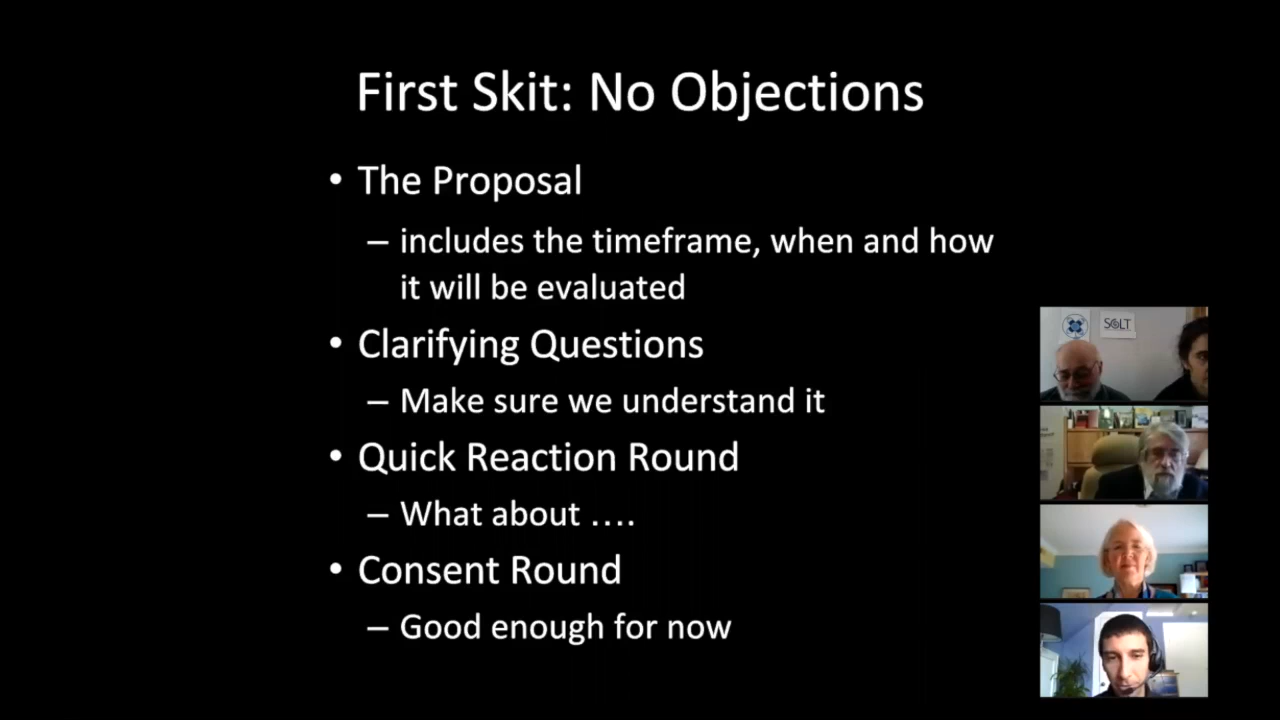 First Skit: No Objections
• The Proposal
– includes the timeframe, when and how
it will be evaluated
• Clarifying Questions
– Make sure we understand it
• Quick Reaction Round
– What about ….
• Consent Round
– Good enough for now
SOLT